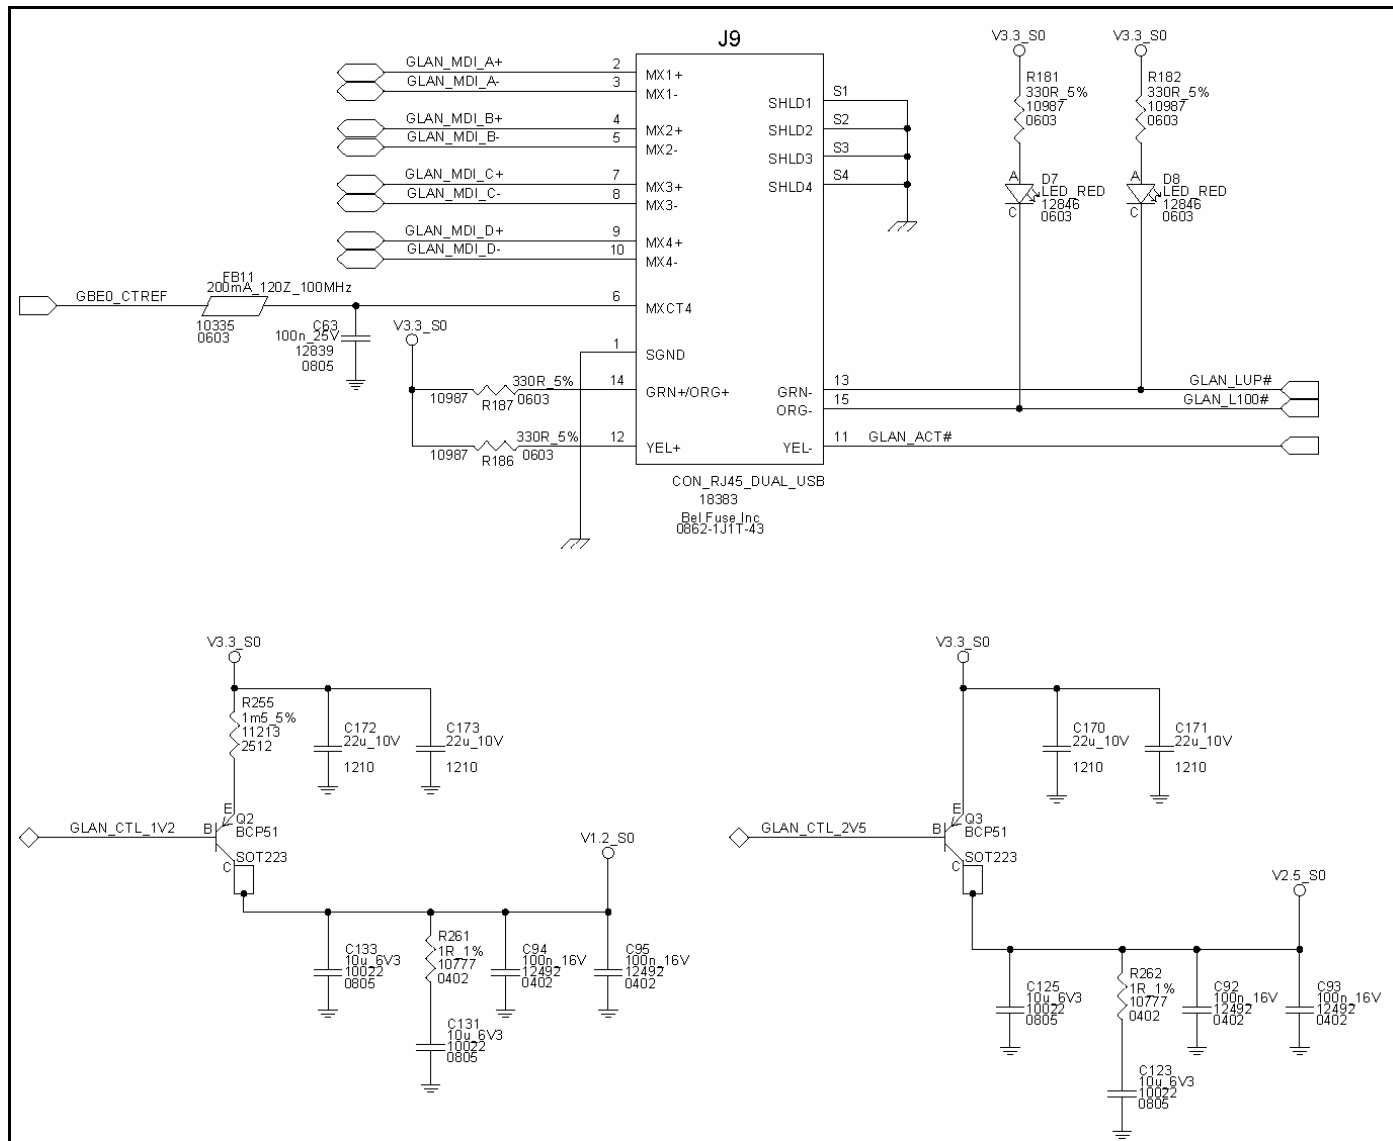 J9
GLAN_MDI_A+
2
MX1+
GLAN_MDI_A-
3
MX1-
GLAN_MDI_B+
4
MX2+
GLAN_MDI_B-
5
MX2-
GLAN_MDI_C+
7
MX3+
GLAN_MDI_C-
8
MX3-
GLAN_MDI_D+
9
MX4+
GLAN_MDI_D-
10
MX4-
SHLD1
S1
SHLD2
S2
SHLD3
S3
SHLD4
S4
V3.3_S0
R181
330R_5%
10987
0603
A
D7
LED_RED
12846
0603
C
V3.3_S0
R182
330R_5%
10987
0603
A
D8
LED_RED
12846
0603
C
GBE0_CTREF
FB11
200mA_120Z_100MHz
10335
0603
C63
100n_25V
12839
0805
6
MXCT4
V3.3_S0
1
SGND
10987
330R_5%
R187
0603
14
GRN+/ORG+
10987
330R_5%
R186
0603
12
YEL+
GRN-
13
GLAN_LUP#
ORG-
15
GLAN_L100#
YEL-
11
GLAN_ACT#
CON_RJ45_DUAL_USB
18383
Bel Fuse Inc
0862-1J1T-43
V3.3_S0
R255
1m5_5%
11213
2512
C172
22u_10V
1210
C173
22u_10V
1210
GLAN_CTL_1V2
B
E
Q2
BCP51
SOT223
C
V1.2_S0
C133
10u_6V3
10022
0805
R261
1R_1%
10777
0402
C94
100n_16V
12492
0402
C95
100n_16V
12492
0402
C131
10u_6V3
10022
0805
V3.3_S0
C170
22u_10V
1210
C171
22u_10V
1210
GLAN_CTL_2V5
B
E
Q3
BCP51
SOT223
C
V2.5_S0
C125
10u_6V3
10022
0805
R262
1R_1%
10777
0402
C92
100n_16V
12492
0402
C93
100n_16V
12492
0402
C123
10u_6V3
10022
0805